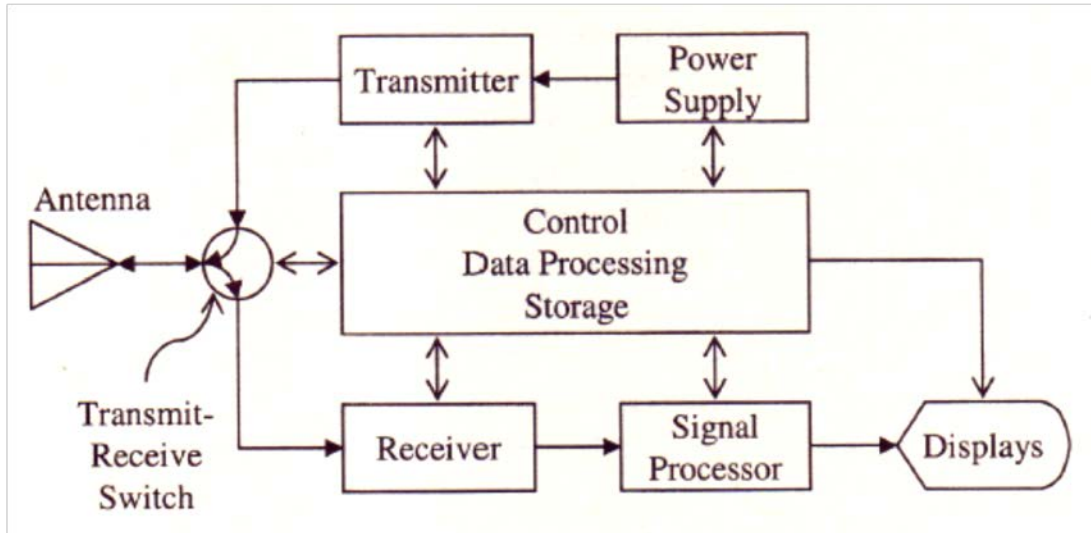 Transmitter
Power
Supply
Antenna
Control
Data Processing
Storage
Transmit-
Receive
Switch
Receiver
Signal
Processor
Displays